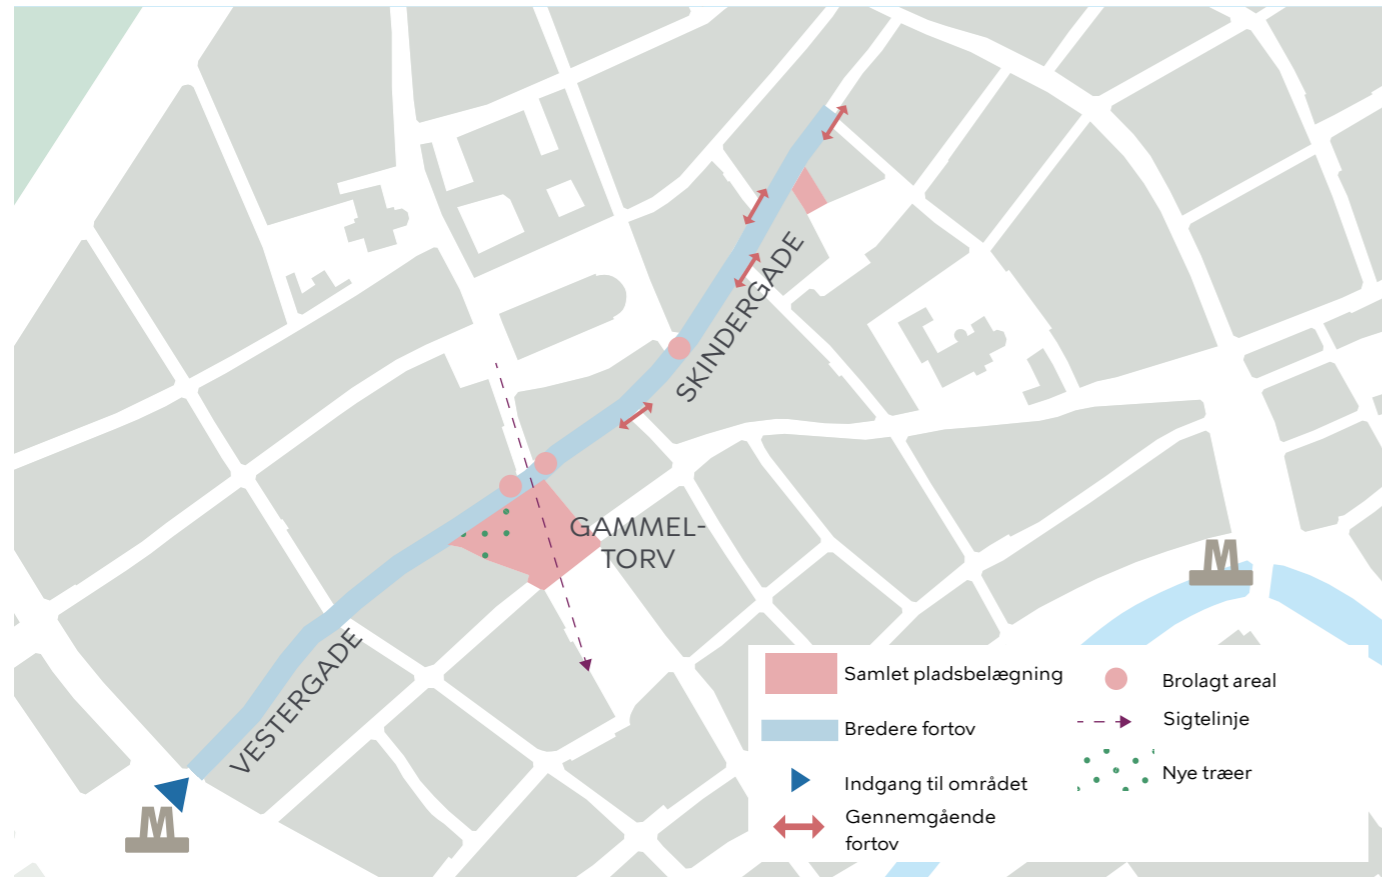 SKINDERGADE
GAMMEL-
TORV
VESTERGADE
M
M
Samlet pladsbelægning
Bredere fortov
Indgang til området
Gennemgående
fortov
Brolagt areal
Sigtelinje
Nye træer